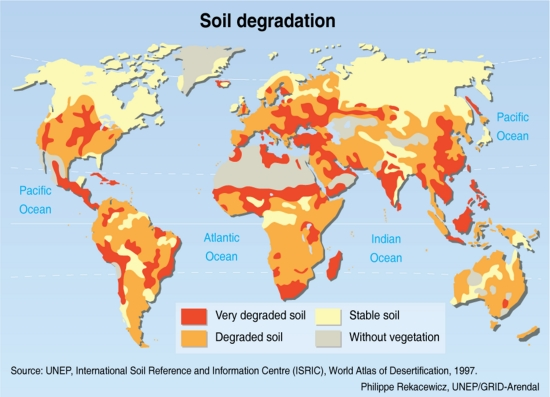 Soil degradation
Pacific
Ocean
Pacific
Ocean
Atlantic
Ocean
Indian
Ocean
Very degraded soil
Stable soil
Degraded soil
Without vegetation
Source: UNEP, International Soil Reference and Information Centre (ISRIC), World Atlas of Desertification, 1997.
Philippe Rekacewicz, UNEP/GRID-Arendal